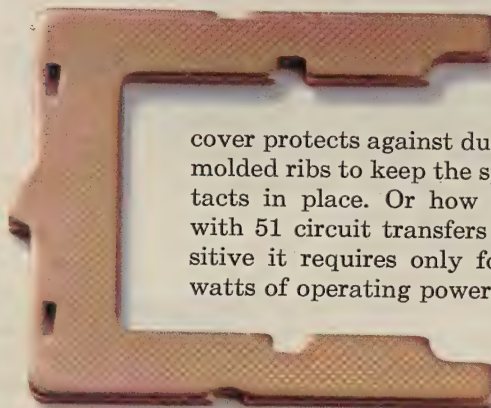 cover protects against du
molded ribs to keep the s
tacts in place. Or how
with 51 circuit transfers
sitive it requires only fo
watts of operating power